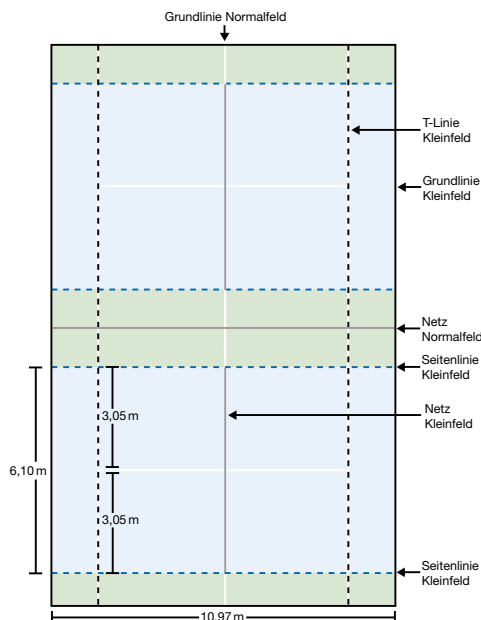 Grundlinie Normalfeld
T-Linie
Kleinfeld
Grundlinie
Kleinfeld
Netz
Normalfeld
Seitenlinie
Kleinfeld
3,05 m
Netz
Kleinfeld
6,10 m
3,05 m
Seitenlinie
Kleinfeld
10,97 m